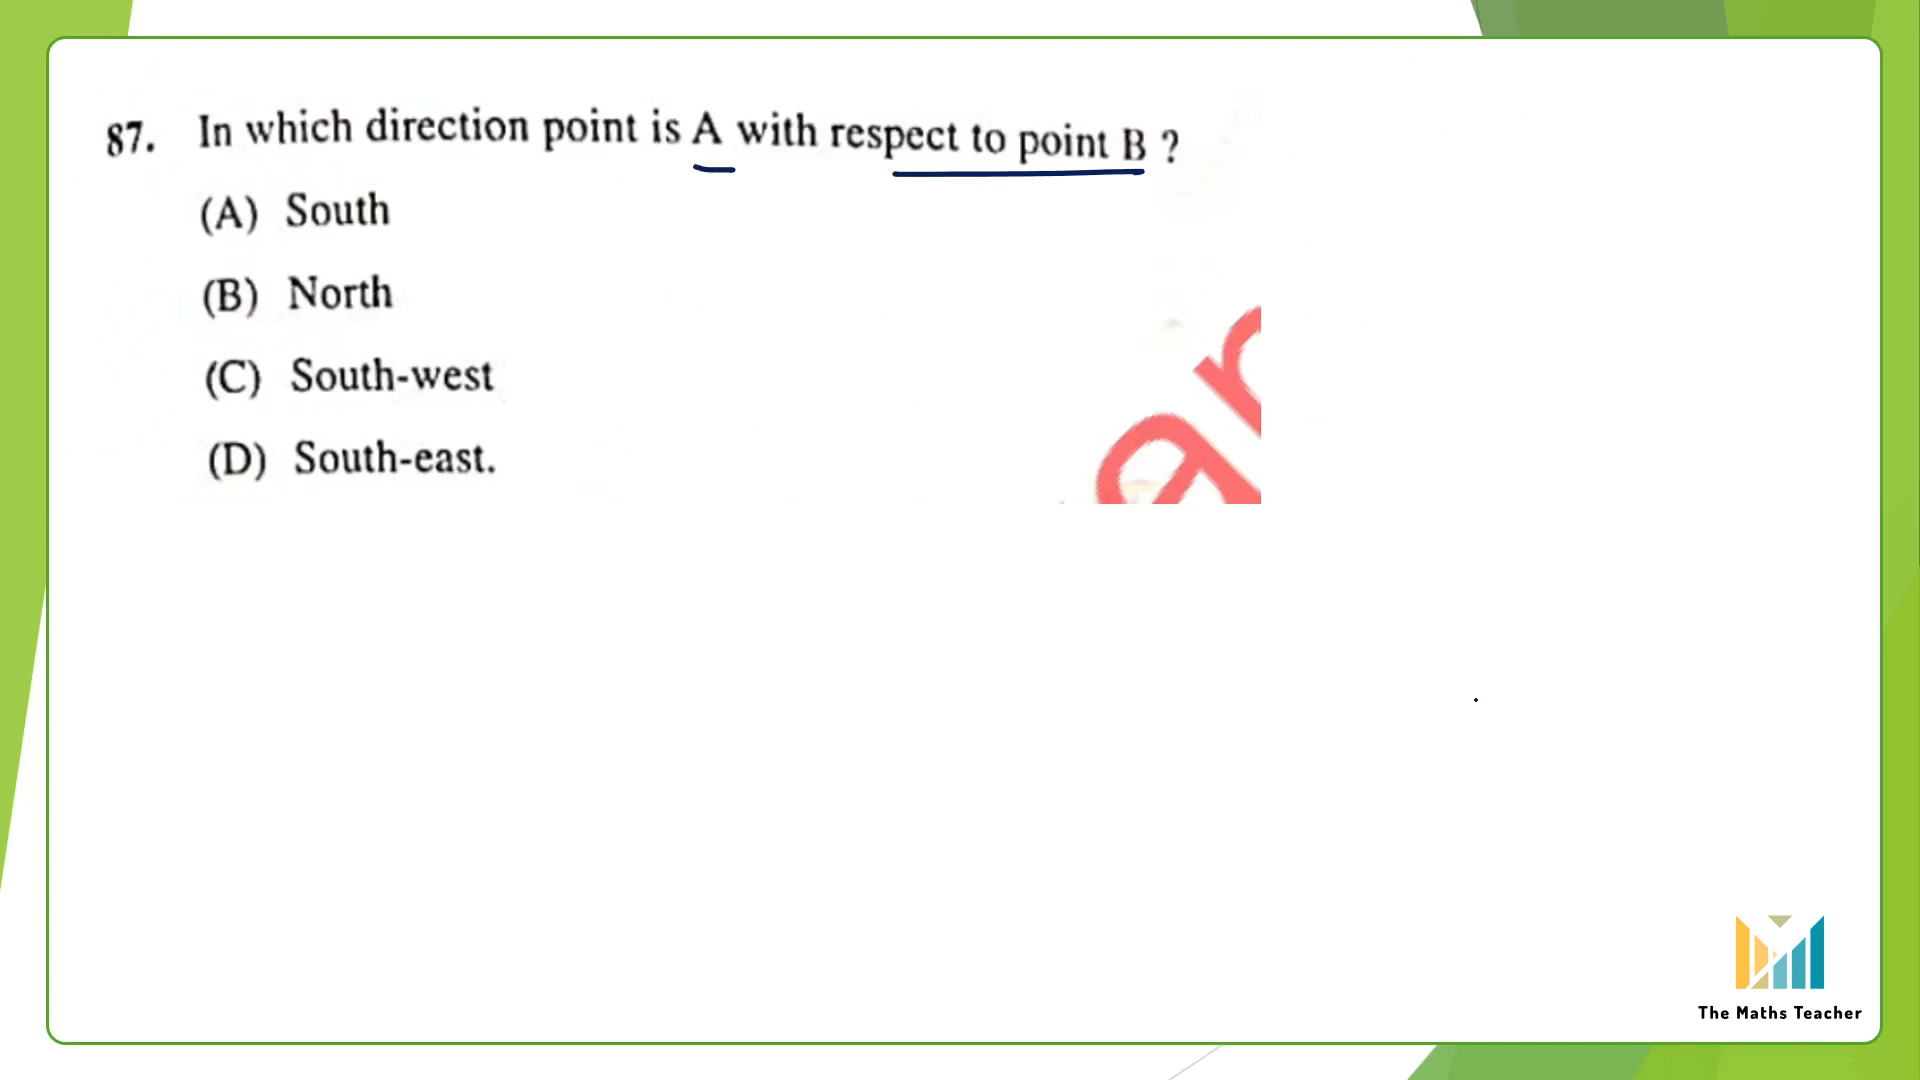 87. In which direction point is A with respect to point B ?
(A) South
(B) North
(C) South-west
(D) South-east.
ar
The Maths Teacher